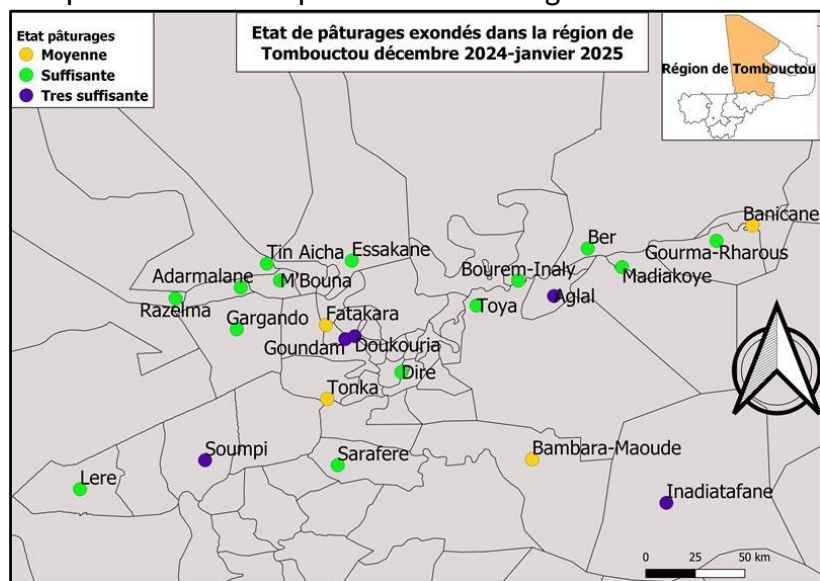 Etat de pâturages exondés dans la région de
Tombouctou décembre 2024-janvier 2025
Etat pâturages
Moyenne
Suffisante
Tres suffisante
Région de Tombouctou
Banicane
Ber
Gourma-Rharous
Tin Aicha
Essakane
Bourem-Inaly
Madiakoye
Adarmalane
M'Bouna
Aglal
Razelma
Toya
Gargando
Fatakara
Goundam
Doukouria
Dire
Tonka
Soumpi
Sarafere
Bambara-Maoude
Lere
Inadiatafane
0 25 50 km